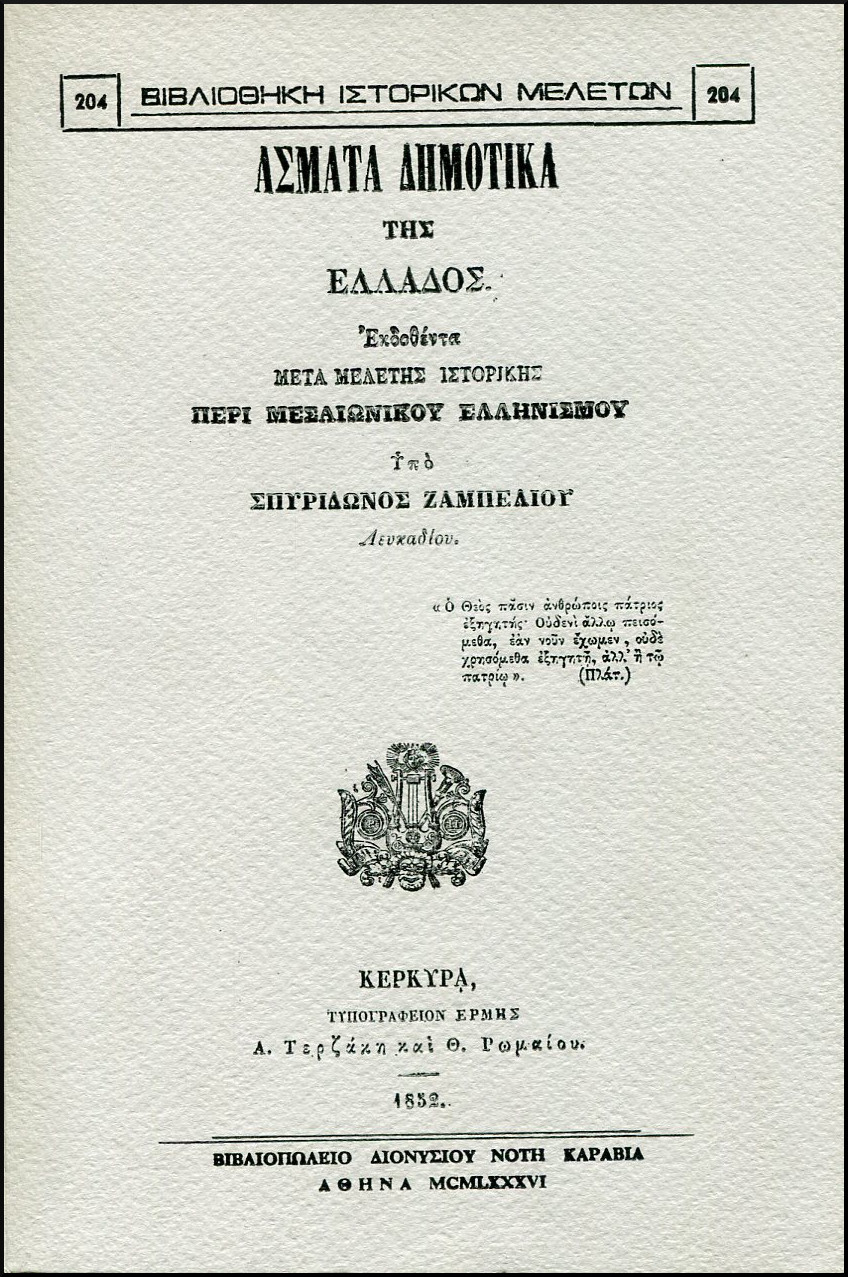 204 ΒΙΒΛΙΟΘΗΚΗ ΙΣΤΟΡΙΚΩΝ ΜΕΛΕΤΩΝ 204
ΑΣΜΑΤΑ ΔΗΜΟΤΙΚΑ
ΤΗΣ
ΕΛΛΑΔΟΣ.
Ἐκδοθέντα
ΜΕΤΑ ΜΕΛΕΤΗΣ ΙΣΤΟΡΙΚΗΣ
ΠΕΡΙ ΜΕΣΑΙΩΝΙΚΟΥ ΕΛΛΗΝΙΣΜΟΥ
Ὑπὸ
ΣΠΥΡΙΔΩΝΟΣ ΖΑΜΠΕΛΙΟΥ
Λευκαδίου.
«Ὁ Θεὸς πᾶσιν ἀνθρώποις πάτριος
ἐξηγητής· Οὐδενὶ ἄλλῳ πεισό-
μεθα, ἐὰν νοῦν ἔχωμεν, οὐδὲ
χρησόμεθα ἐξηγητῇ, ἀλλ' ἢ τῷ
πατρίῳ». (Πλάτ.)
ΚΕΡΚΥΡᾼ,
ΤΥΠΟΓΡΑΦΕΙΟΝ ΕΡΜΗΣ
Α. Τερζάκη καὶ Θ. Ρωμαίου.
1852.
ΒΙΒΛΙΟΠΩΛΕΙΟ ΔΙΟΝΥΣΙΟΥ ΝΟΤΗ ΚΑΡΑΒΙΑ
ΑΘΗΝΑ MCMLXXXVI